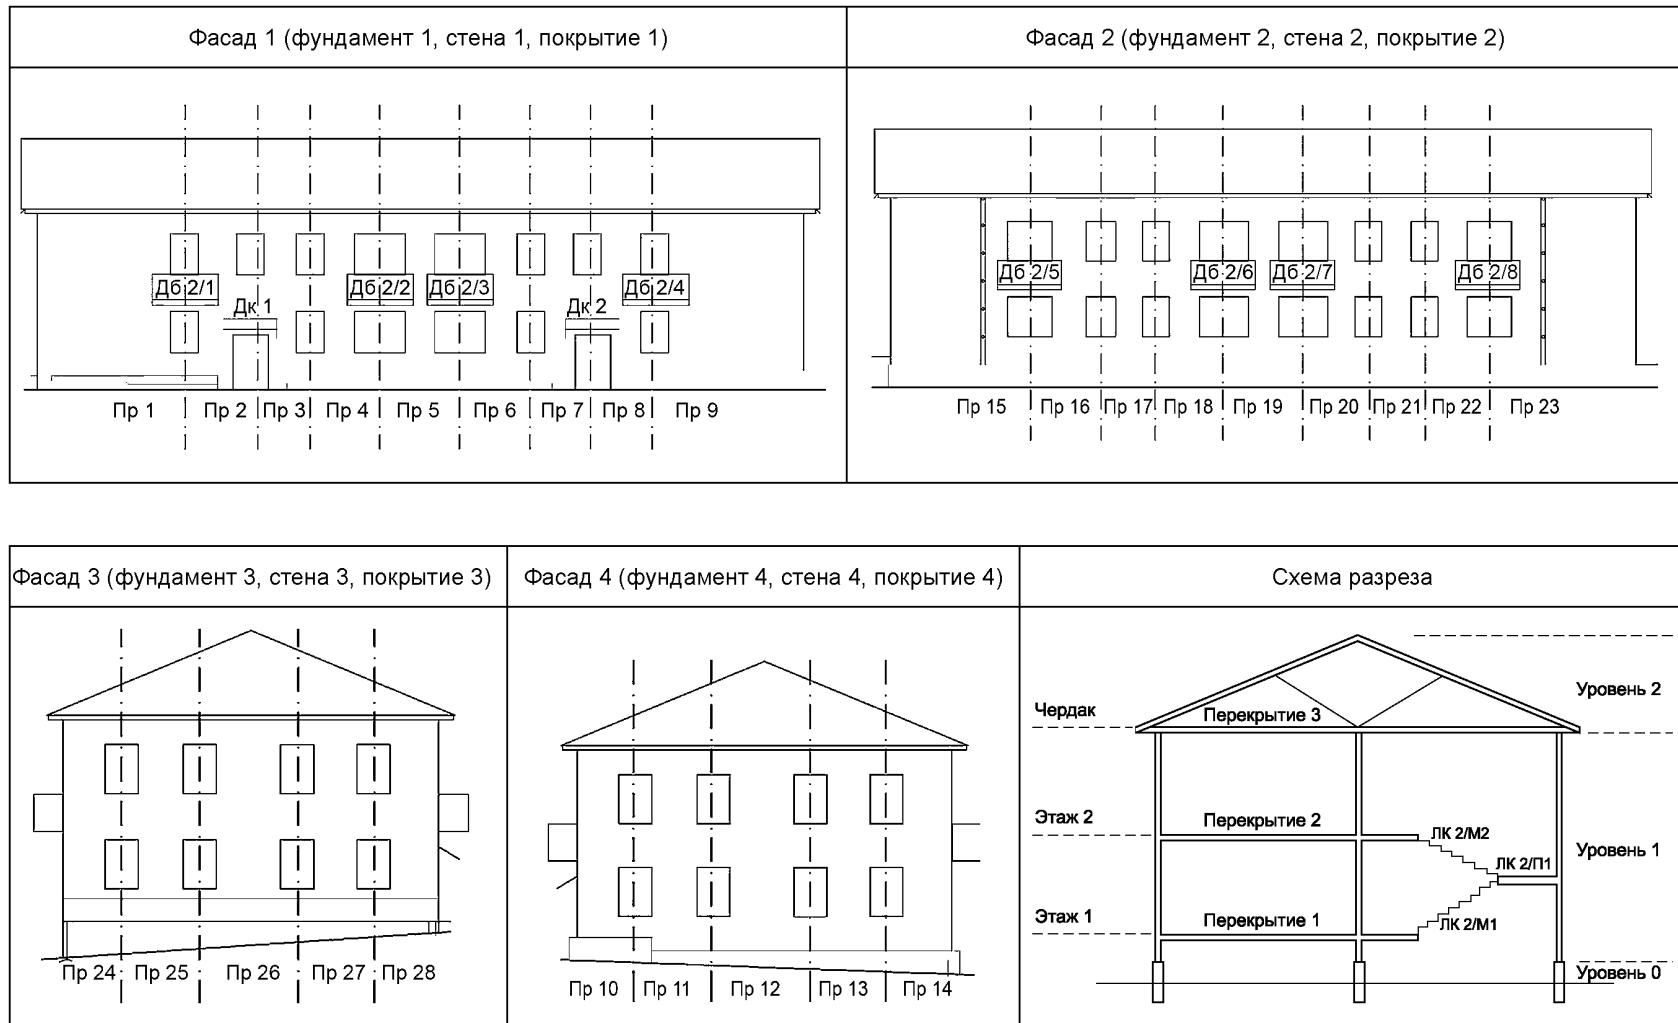 Фасад 1 (фундамент 1, стена 1, покрытие 1)
Фасад 2 (фундамент 2, стена 2, покрытие 2)
Дб 2/1
Дк 1
Дб 2/2
Дб 2/3
Дк 2
Дб 2/4
Пр 1
Пр 2
Пр 3
Пр 4
Пр 5
Пр 6
Пр 7
Пр 8
Пр 9
Дб 2/5
Дб 2/6
Дб 2/7
Дб 2/8
Пр 15
Пр 16
Пр 17
Пр 18
Пр 19
Пр 20
Пр 21
Пр 22
Пр 23
Фасад 3 (фундамент 3, стена 3, покрытие 3)
Фасад 4 (фундамент 4, стена 4, покрытие 4)
Схема разреза
Пр 24
Пр 25
Пр 26
Пр 27
Пр 28
Пр 10
Пр 11
Пр 12
Пр 13
Пр 14
Уровень 2
Чердак
Перекрытие 3
Этаж 2
Перекрытие 2
ЛК 2/М2
Уровень 1
ЛК 2/П1
Этаж 1
Перекрытие 1
ЛК 2/М1
Уровень 0